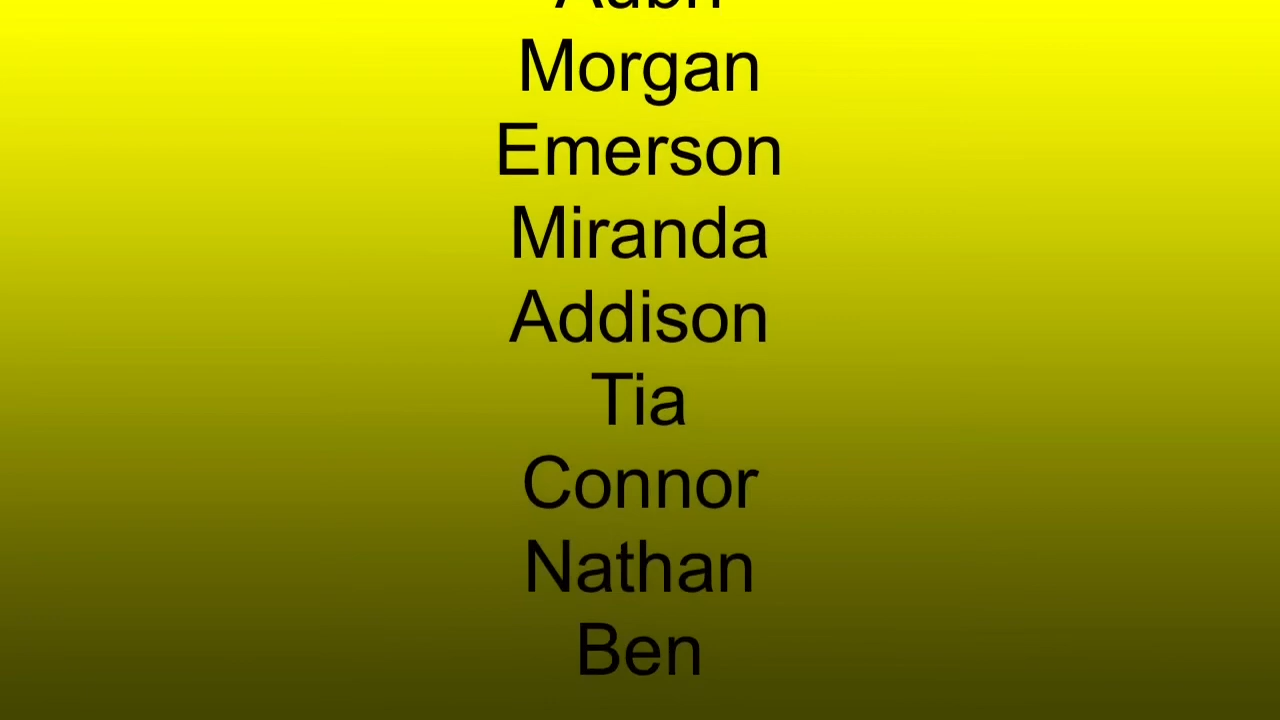 Morgan
Emerson
Miranda
Addison
Tia
Connor
Nathan
Ben